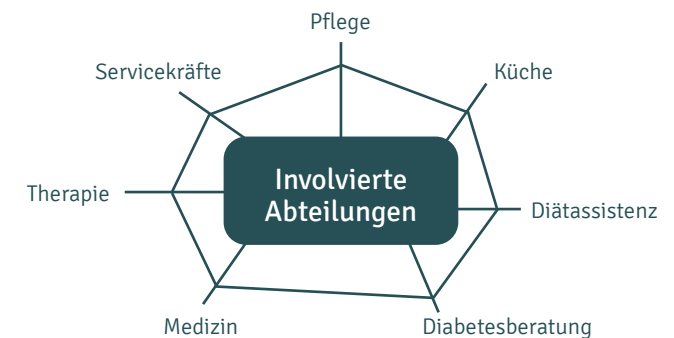 Pflege
Servicekräfte
Küche
Involvierte
Abteilungen
Therapie
Diätassistenz
Medizin
Diabetesberatung